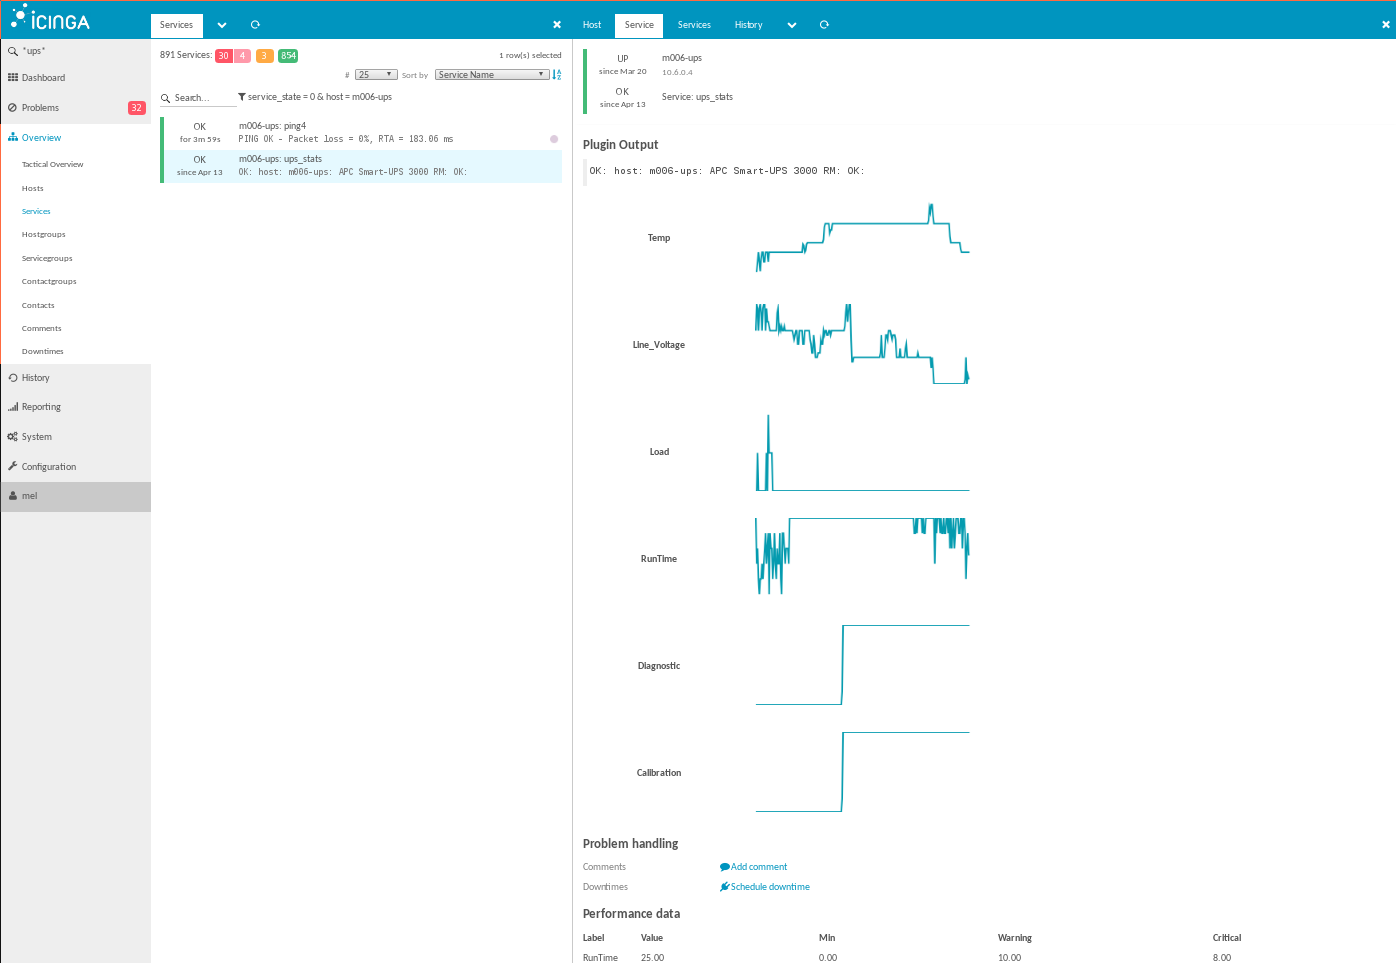 iCINGA
*ups*
Dashboard
Problems 32
Overview
Tactical Overview
Hosts
Services
Hostgroups
Servicegroups
Contactgroups
Contacts
Comments
Downtimes
History
Reporting
System
Configuration
mel
Services
891 Services: 30 4 3 854
1 row(s) selected
# 25 Sort by Service Name
Search...
service_state = 0 & host = m006-ups
OK m006-ups: ping4
for 3m 59s PING OK - Packet loss = 0%, RTA = 183.06 ms
OK m006-ups: ups_stats
since Apr 13 OK: host: m006-ups: APC Smart-UPS 3000 RM: OK:
Host Service Services History
UP m006-ups
since Mar 20 10.6.0.4
OK Service: ups_stats
since Apr 13
Plugin Output
OK: host: m006-ups: APC Smart-UPS 3000 RM: OK:
Temp
Line_Voltage
Load
RunTime
Diagnostic
Calibration
Problem handling
Comments Add comment
Downtimes Schedule downtime
Performance data
Label Value Min Warning Critical
RunTime 25.00 0.00 10.00 8.00